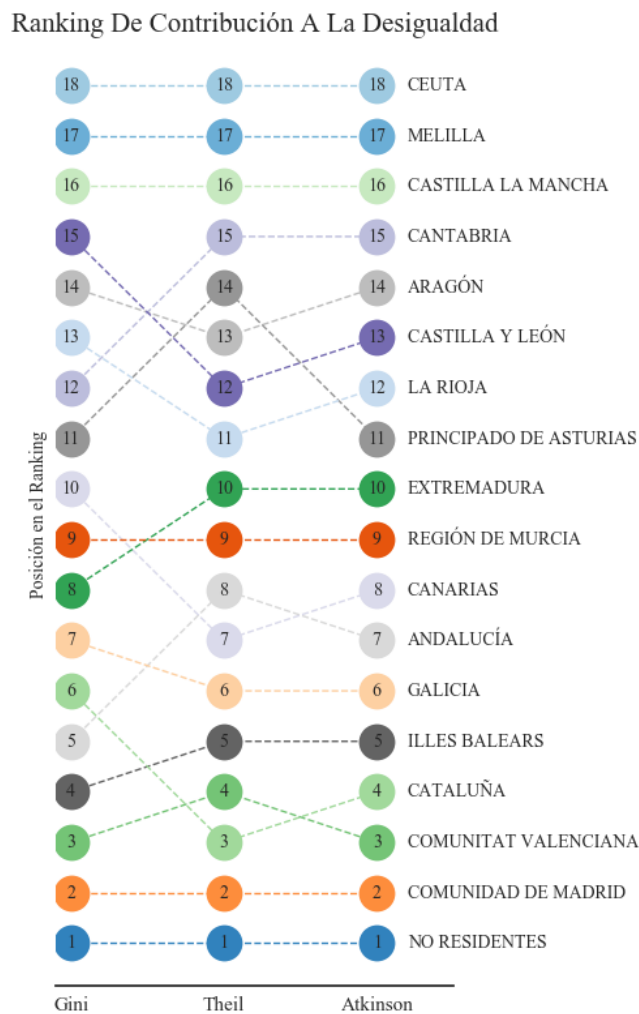 Ranking De Contribución A La Desigualdad
18 18 18 CEUTA
17 17 17 MELILLA
16 16 16 CASTILLA LA MANCHA
15 15 15 CANTABRIA
14 14 14 ARAGÓN
13 13 13 CASTILLA Y LEÓN
12 12 12 LA RIOJA
11 11 11 PRINCIPADO DE ASTURIAS
10 10 10 EXTREMADURA
9 9 9 REGIÓN DE MURCIA
8 8 8 CANARIAS
7 7 7 ANDALUCÍA
6 6 6 GALICIA
5 5 5 ILLES BALEARS
4 4 4 CATALUÑA
3 3 3 COMUNITAT VALENCIANA
2 2 2 COMUNIDAD DE MADRID
1 1 1 NO RESIDENTES
Posición en el Ranking
Gini Theil Atkinson